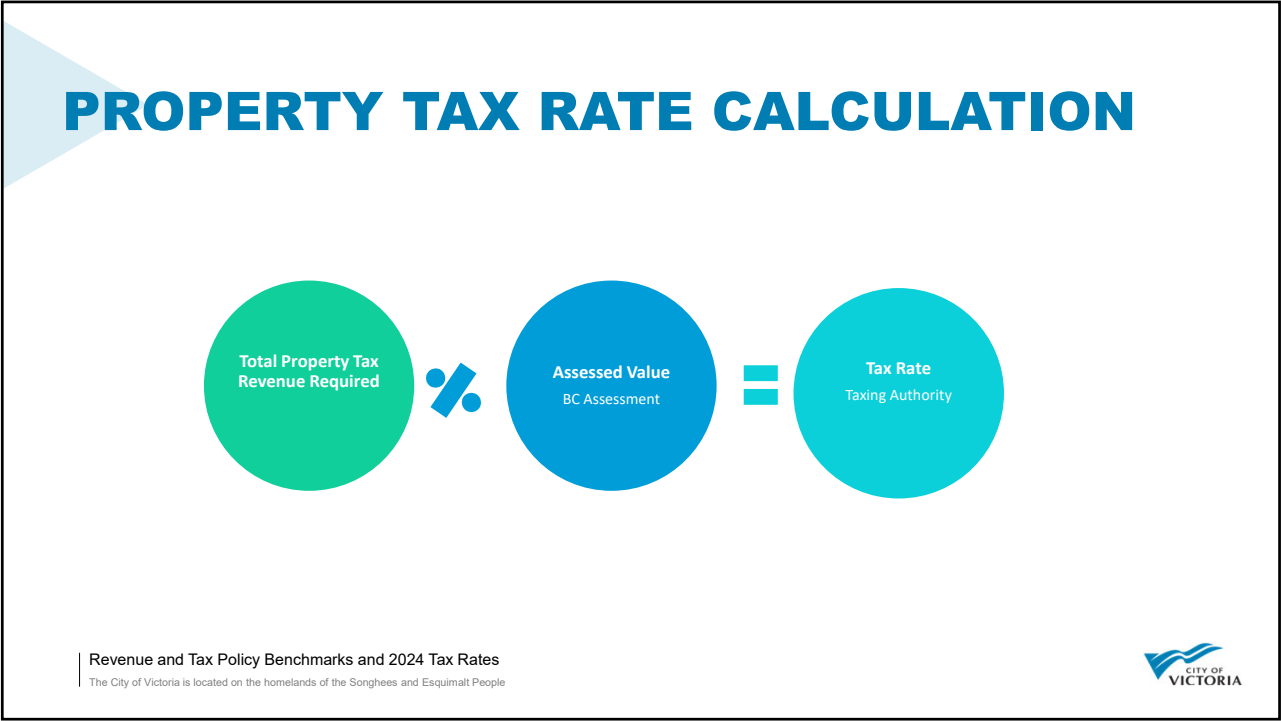 PROPERTY TAX RATE CALCULATION
Total Property Tax
Revenue Required
%
Assessed Value
BC Assessment
=
Tax Rate
Taxing Authority
Revenue and Tax Policy Benchmarks and 2024 Tax Rates
The City of Victoria is located on the homelands of the Songhees and Esquimalt People
CITY OF
VICTORIA